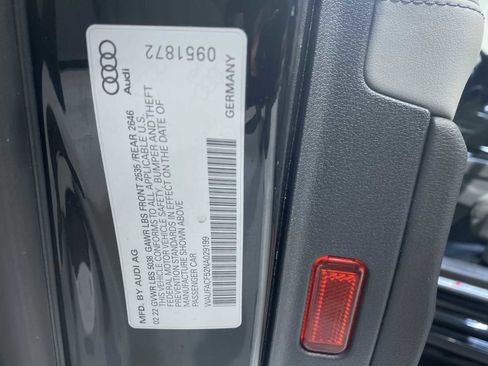 Audi
0951872
GERMANY
MFD. BY AUDI AG
02.22 GVWR LBS 5038 GAWR LBS FRONT 2535/REAR 2646
THIS VEHICLE CONFORMS TO ALL APPLICABLE U.S.
FEDERAL MOTOR VEHICLE SAFETY, BUMPER AND THEFT
PREVENTION STANDARDS IN EFFECT ON THE DATE OF
MANUFACTURE SHOWN ABOVE
PASSENGER CAR
WAUFACF52NA029199